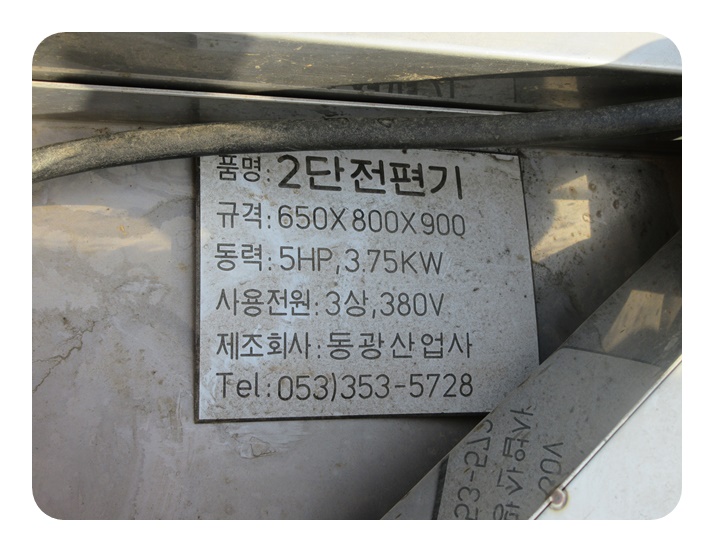 품명: 2단전편기
규격: 650X800X900
동력: 5HP, 3.75KW
사용전원: 3상, 380V
제조회사: 동광산업사
Tel: 053)353-5728